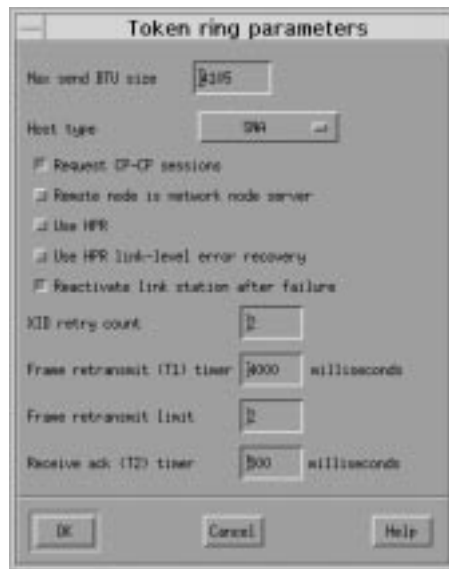 Token ring parameters
Max send BTU size
Host type SNA
Request CP-CP sessions
Remote node is network node server
Use HPR
Use HPR link-level error recovery
Reactivate link station after failure
XID retry count 2
Frame retransmit (T1) timer 4000 milliseconds
Frame retransmit limit 2
Receive ack (T2) timer milliseconds
OK Cancel Help